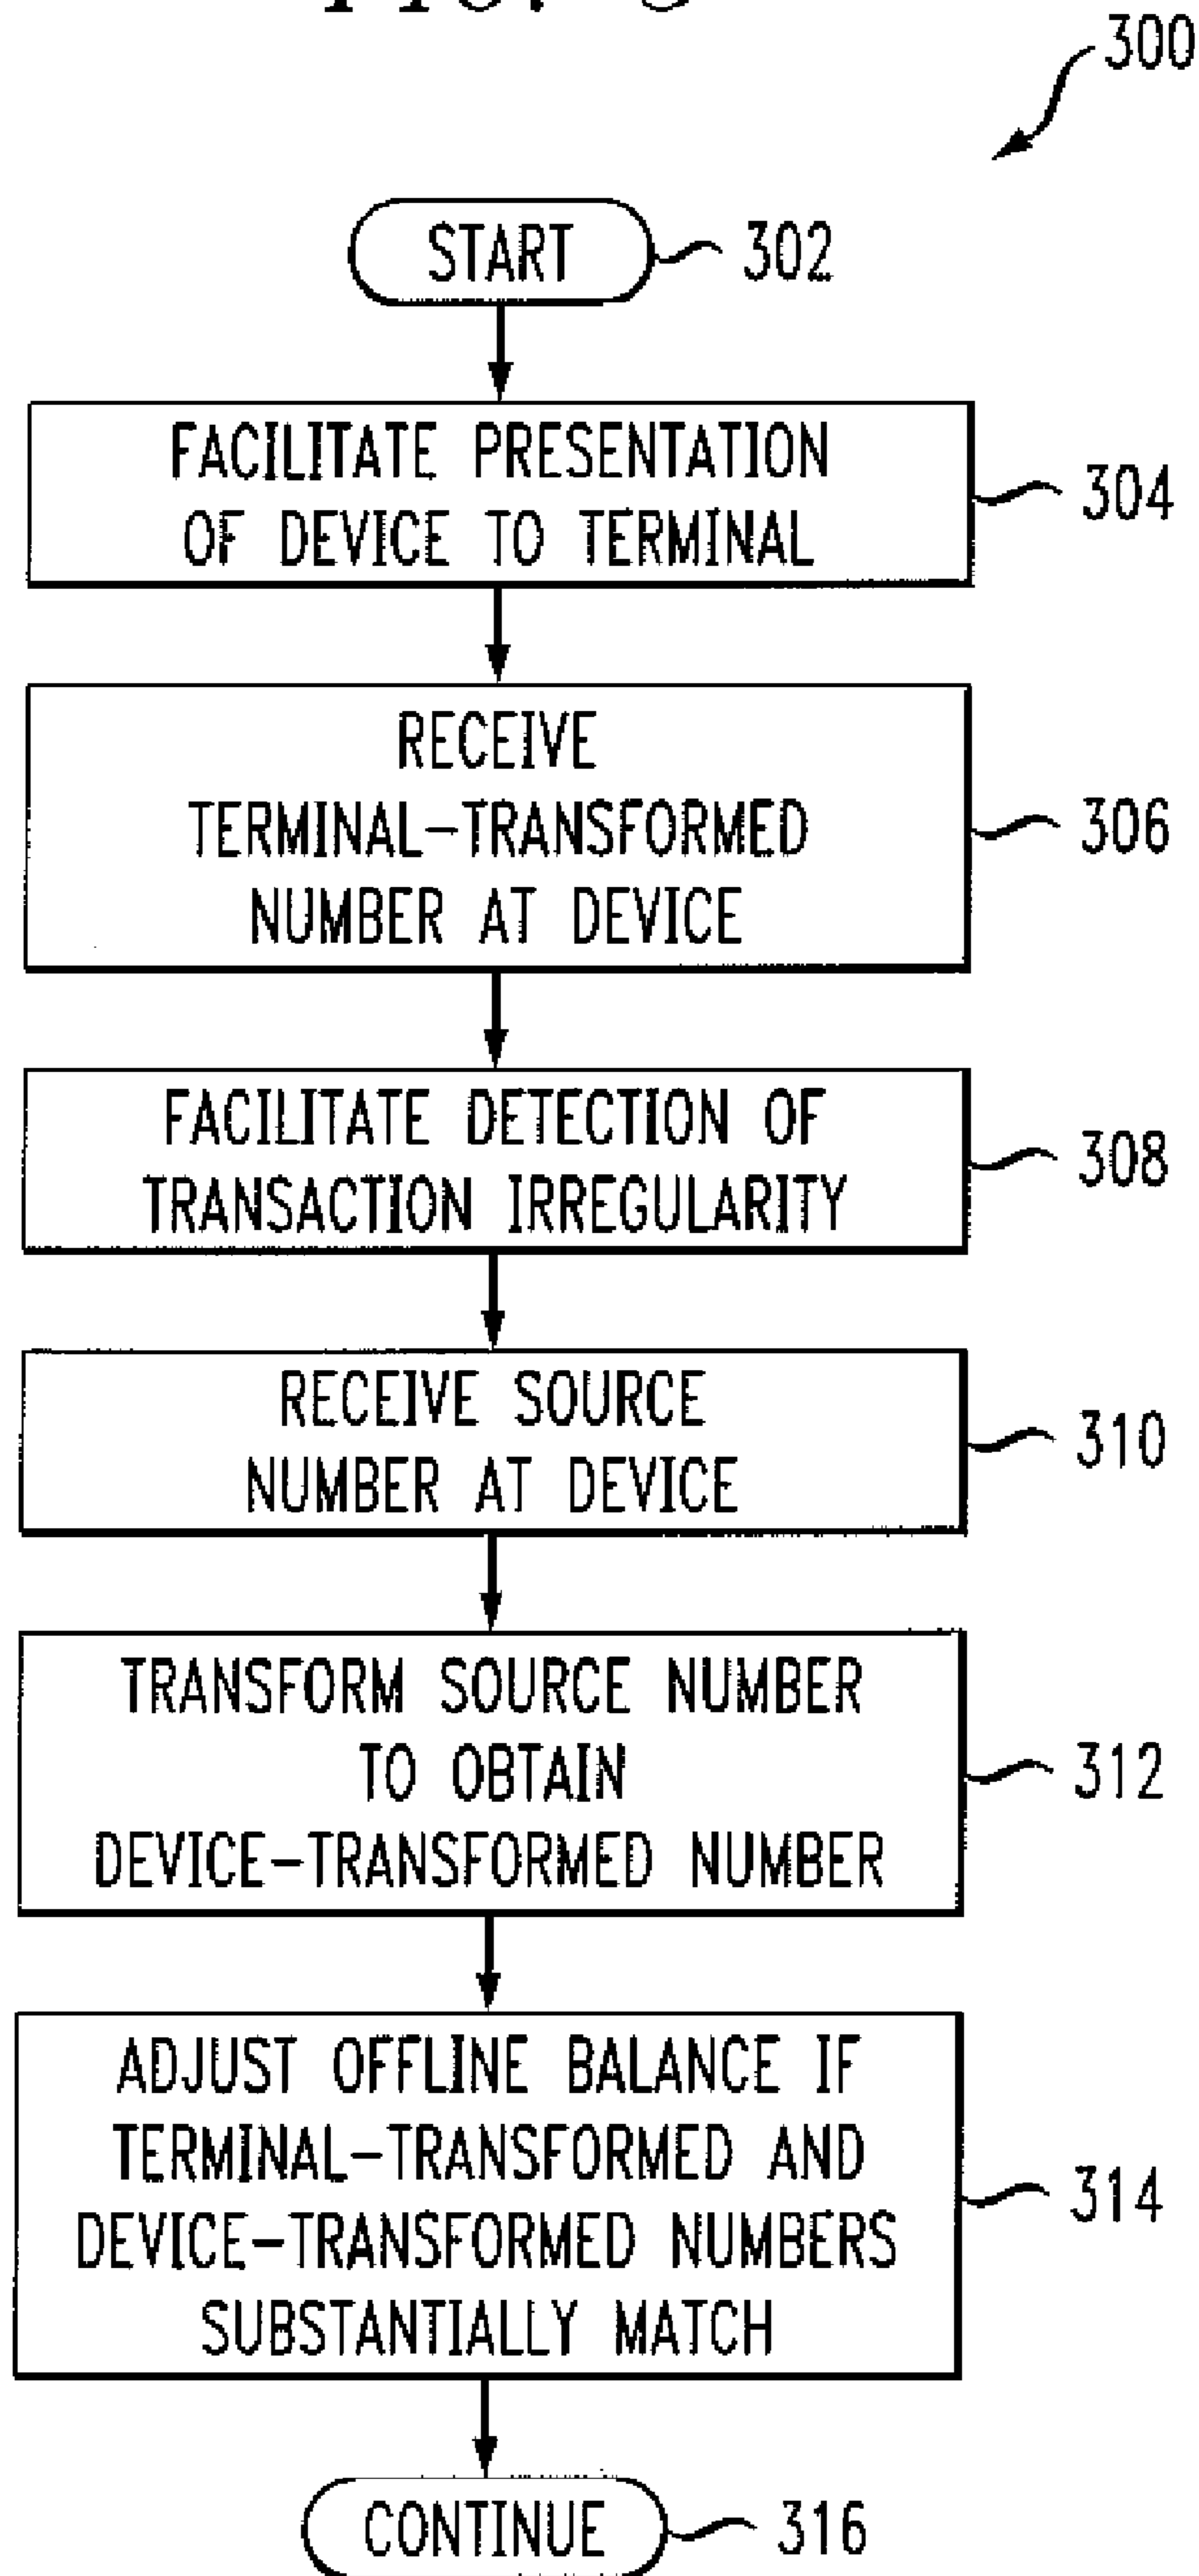 300
START
302
FACILITATE PRESENTATION
OF DEVICE TO TERMINAL
304
RECEIVE
TERMINAL-TRANSFORMED
NUMBER AT DEVICE
306
FACILITATE DETECTION OF
TRANSACTION IRREGULARITY
308
RECEIVE SOURCE
NUMBER AT DEVICE
310
TRANSFORM SOURCE NUMBER
TO OBTAIN
DEVICE-TRANSFORMED NUMBER
312
ADJUST OFFLINE BALANCE IF
TERMINAL-TRANSFORMED AND
DEVICE-TRANSFORMED NUMBERS
SUBSTANTIALLY MATCH
314
CONTINUE
316